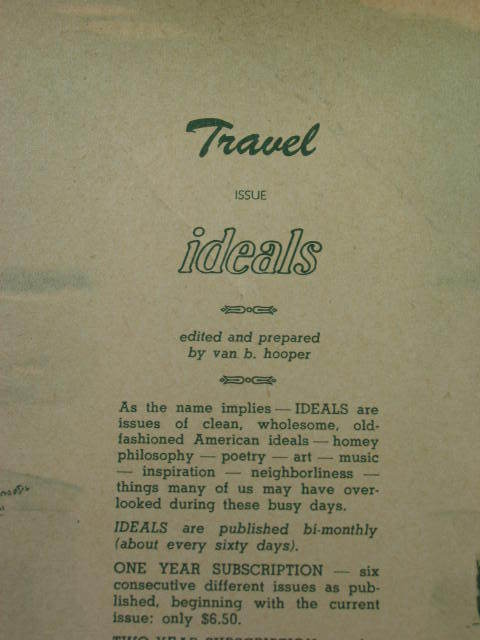 Travel
ISSUE
ideals
edited and prepared
by van b. hooper
As the name implies — IDEALS are
issues of clean, wholesome, old-
fashioned American ideals — homey
philosophy — poetry — art — music
— inspiration — neighborliness —
things many of us may have over-
looked during these busy days.
IDEALS are published bi-monthly
(about every sixty days).
ONE YEAR SUBSCRIPTION — six
consecutive different issues as pub-
lished, beginning with the current
issue: only $6.50.
TWO YEAR SUBSCRIPTION